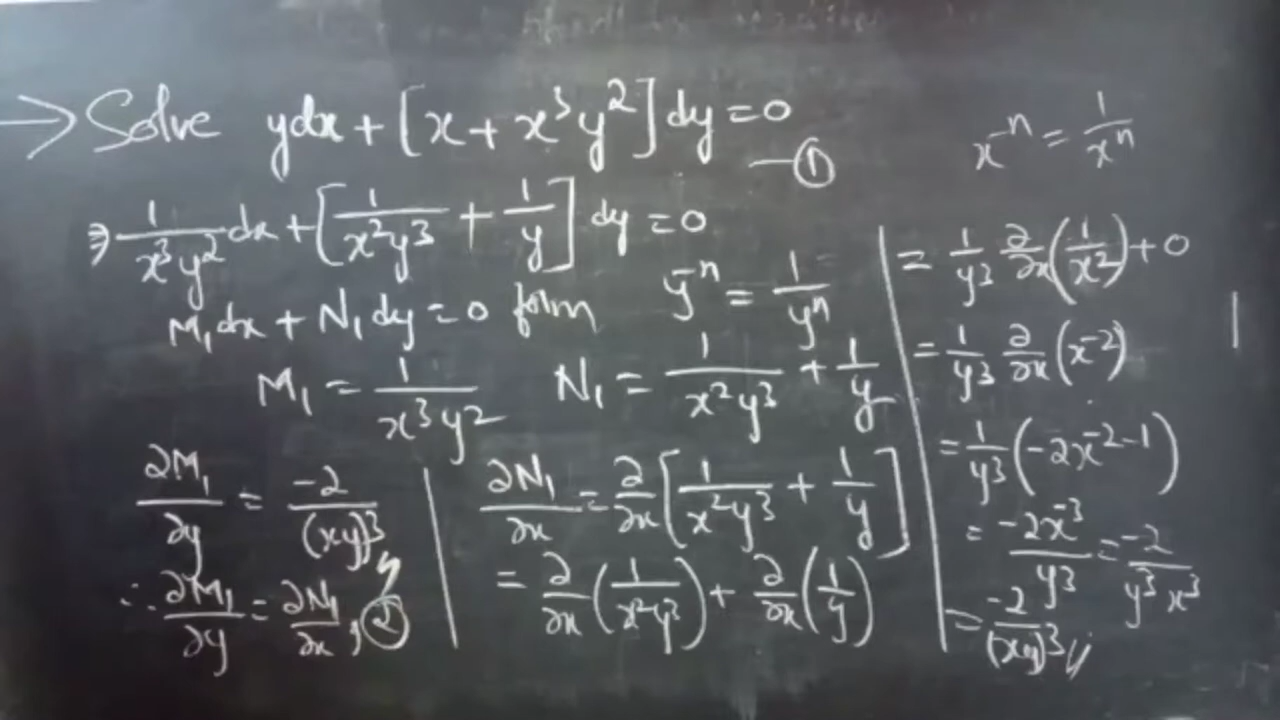 → Solve ydx + [x + x³y²] dy = 0 —①
⇒ 1/(x³y²) dx + [1/(x²y³) + 1/y] dy = 0
M₁dx + N₁dy = 0 form
y⁻ⁿ = 1/yⁿ
M₁ = 1/(x³y²) N₁ = 1/(x²y³) + 1/y
∂M₁/∂y = -2/(xy)³
∴ ∂M₁/∂y = ∂N₁/∂x, ②
∂N₁/∂x = ∂/∂x [1/(x²y³) + 1/y]
= ∂/∂x (1/(x²y³)) + ∂/∂x (1/y)
x⁻ⁿ = 1/xⁿ
= 1/y³ ∂/∂x (1/x²) + 0
= 1/y³ ∂/∂x (x⁻²)
= 1/y³ (-2x⁻²⁻¹)
= -2x⁻³/y³ = -2/(y³x³)
= -2/(xy)³